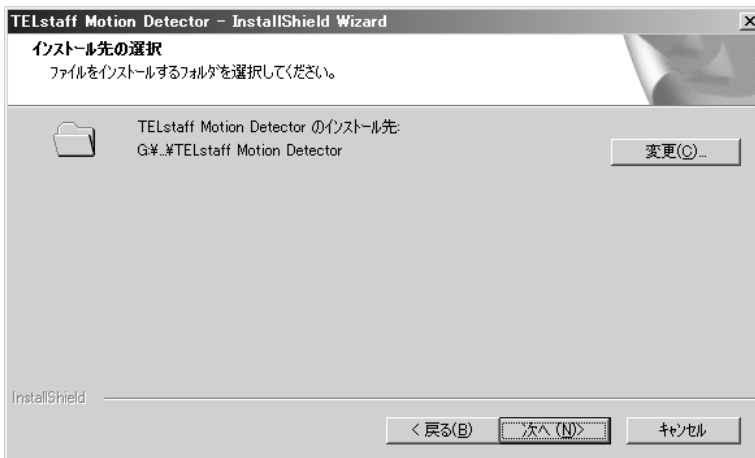 TELstaff Motion Detector - InstallShield Wizard
インストール先の選択
ファイルをインストールするフォルダを選択してください。
TELstaff Motion Detector のインストール先:
G:¥...¥TELstaff Motion Detector
変更(C)...
InstallShield
< 戻る(B)
次へ (N)>
キャンセル